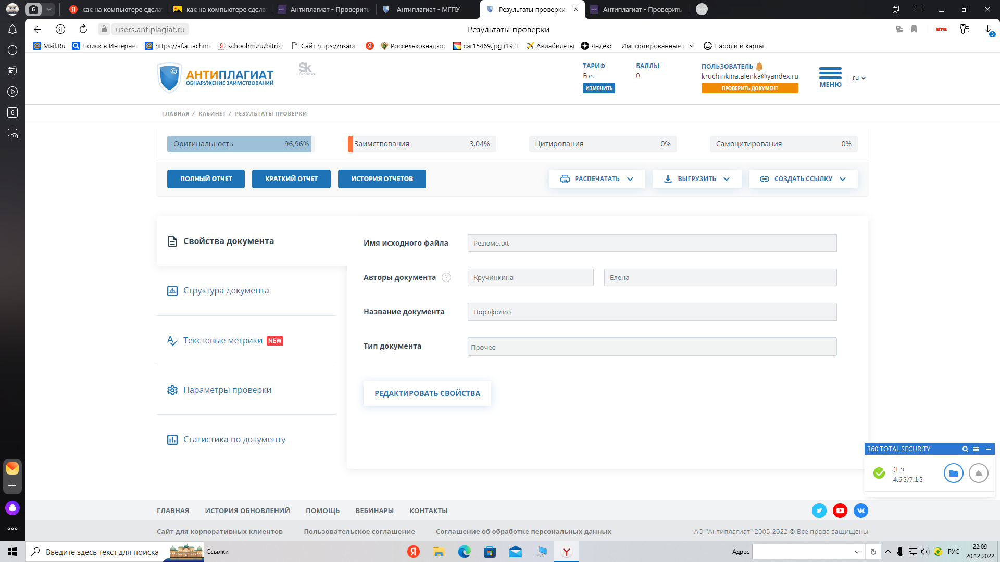 6
как на компьютере сдела
как на компьютере сдела
Антиплагиат - Проверить
Антиплагиат - МГПУ
Результаты проверки
Антиплагиат - Проверить
users.antiplagiat.ru
Результаты проверки
3
Mail.Ru
Поиск в Интернет
https://af.attachma
schoolrm.ru/bitrix/
Сайт https://nsarar
Россельхознадзор
car15469.jpg (1920
Авиабилеты
Яндекс
Импортированные
Пароли и карты
АНТИПЛАГИАТ
ОБНАРУЖЕНИЕ ЗАИМСТВОВАНИЙ
Sk
Skolkovo
ТАРИФ
Free
ИЗМЕНИТЬ
БАЛЛЫ
0
ПОЛЬЗОВАТЕЛЬ
kruchinkina.alenka@yandex.ru
ПРОВЕРИТЬ ДОКУМЕНТ
МЕНЮ
ru
6
ГЛАВНАЯ / КАБИНЕТ / РЕЗУЛЬТАТЫ ПРОВЕРКИ
Оригинальность 96,96%
Заимствования 3,04%
Цитирования 0%
Самоцитирования 0%
ПОЛНЫЙ ОТЧЕТ
КРАТКИЙ ОТЧЕТ
ИСТОРИЯ ОТЧЕТОВ
РАСПЕЧАТАТЬ
ВЫГРУЗИТЬ
СОЗДАТЬ ССЫЛКУ
Свойства документа
Структура документа
Текстовые метрики NEW
Параметры проверки
Статистика по документу
Имя исходного файла
Резюме.txt
Авторы документа ?
Кручинкина
Елена
Название документа
Портфолио
Тип документа
Прочее
РЕДАКТИРОВАТЬ СВОЙСТВА
360 TOTAL SECURITY
(E :)
4.6G/7.1G
ГЛАВНАЯ
ИСТОРИЯ ОБНОВЛЕНИЙ
ПОМОЩЬ
ВЕБИНАРЫ
КОНТАКТЫ
Сайт для корпоративных клиентов
Пользовательское соглашение
Соглашение об обработке персональных данных
АО "Антиплагиат" 2005-2022 © Все права защищены
Введите здесь текст для поиска
Ссылки
Адрес
РУС
22:09
20.12.2022